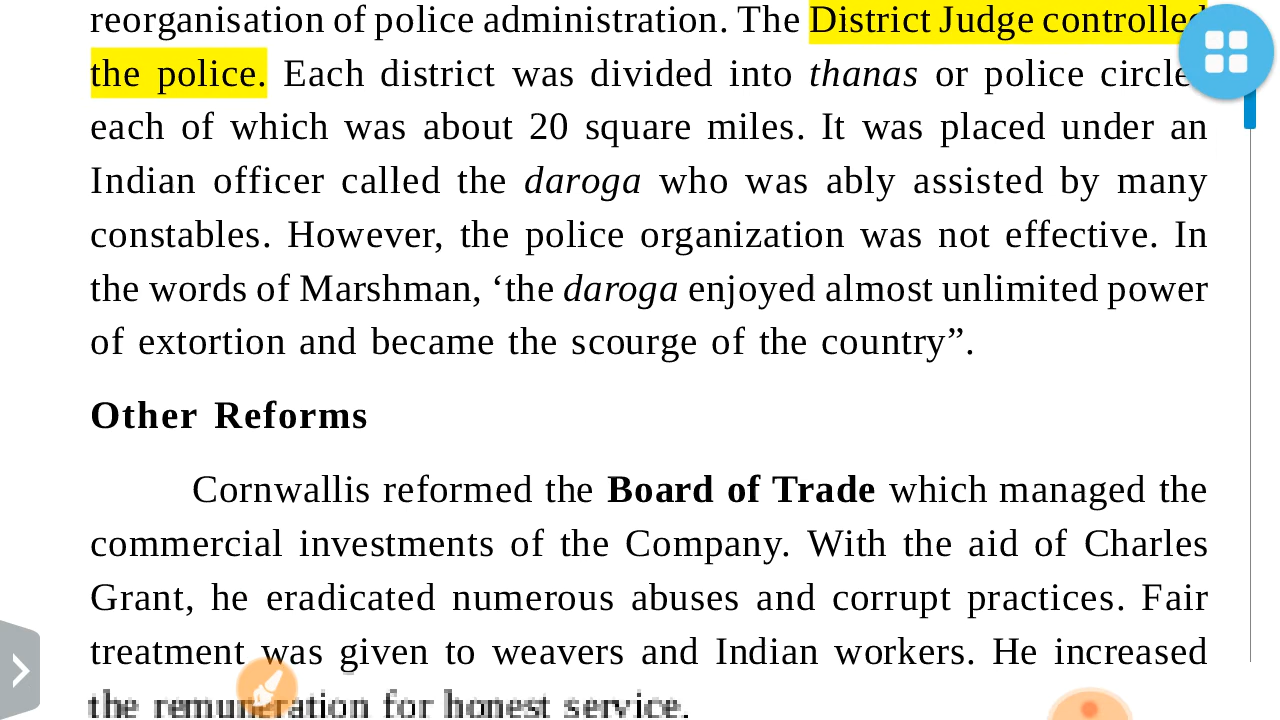 reorganisation of police administration. The District Judge controlled
the police. Each district was divided into thanas or police circles
each of which was about 20 square miles. It was placed under an
Indian officer called the daroga who was ably assisted by many
constables. However, the police organization was not effective. In
the words of Marshman, ‘the daroga enjoyed almost unlimited power
of extortion and became the scourge of the country”.
Other Reforms
Cornwallis reformed the Board of Trade which managed the
commercial investments of the Company. With the aid of Charles
Grant, he eradicated numerous abuses and corrupt practices. Fair
treatment was given to weavers and Indian workers. He increased
the remuneration for honest service.